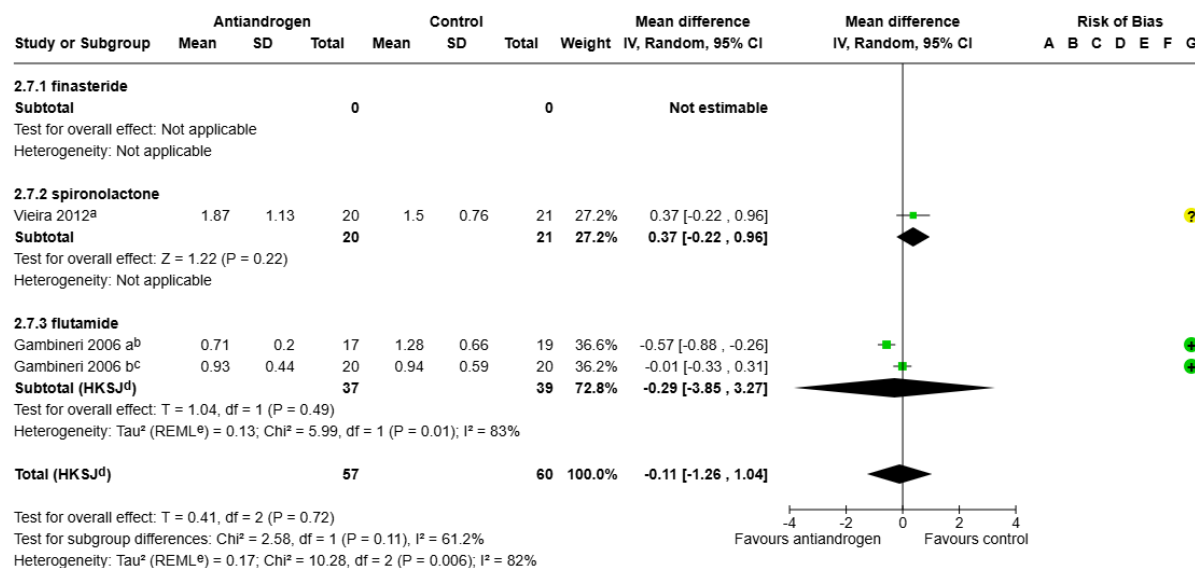 Antiandrogen Control Mean difference Mean difference Risk of Bias
Study or Subgroup Mean SD Total Mean SD Total Weight IV, Random, 95% CI IV, Random, 95% CI A B C D E F G
2.7.1 finasteride
Subtotal 0 0 Not estimable
Test for overall effect: Not applicable
Heterogeneity: Not applicable
2.7.2 spironolactone
Vieira 2012ᵃ 1.87 1.13 20 1.5 0.76 21 27.2% 0.37 [-0.22 , 0.96] ?
Subtotal 20 21 27.2% 0.37 [-0.22 , 0.96]
Test for overall effect: Z = 1.22 (P = 0.22)
Heterogeneity: Not applicable
2.7.3 flutamide
Gambineri 2006 aᵇ 0.71 0.2 17 1.28 0.66 19 36.6% -0.57 [-0.88 , -0.26] +
Gambineri 2006 bᶜ 0.93 0.44 20 0.94 0.59 20 36.2% -0.01 [-0.33 , 0.31] +
Subtotal (HKSJᵈ) 37 39 72.8% -0.29 [-3.85 , 3.27]
Test for overall effect: T = 1.04, df = 1 (P = 0.49)
Heterogeneity: Tau² (REMLᵉ) = 0.13; Chi² = 5.99, df = 1 (P = 0.01); I² = 83%
Total (HKSJᵈ) 57 60 100.0% -0.11 [-1.26 , 1.04]
Test for overall effect: T = 0.41, df = 2 (P = 0.72)
-4 -2 0 2 4
Test for subgroup differences: Chi² = 2.58, df = 1 (P = 0.11), I² = 61.2%
Favours antiandrogen Favours control
Heterogeneity: Tau² (REMLᵉ) = 0.17; Chi² = 10.28, df = 2 (P = 0.006); I² = 82%